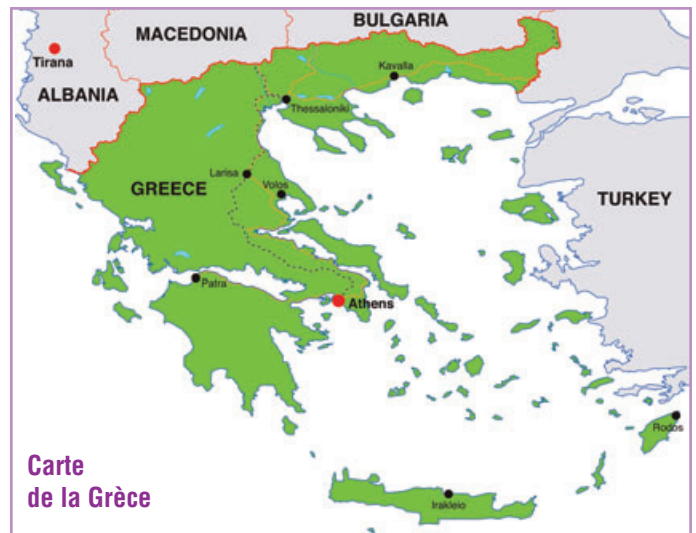 BULGARIA
MACEDONIA
Tirana
ALBANIA
Kavalla
Thessaloniki
Larisa
GREECE
Volos
TURKEY
Patra
Athens
Rodos
Carte
de la Grèce
Irakleio